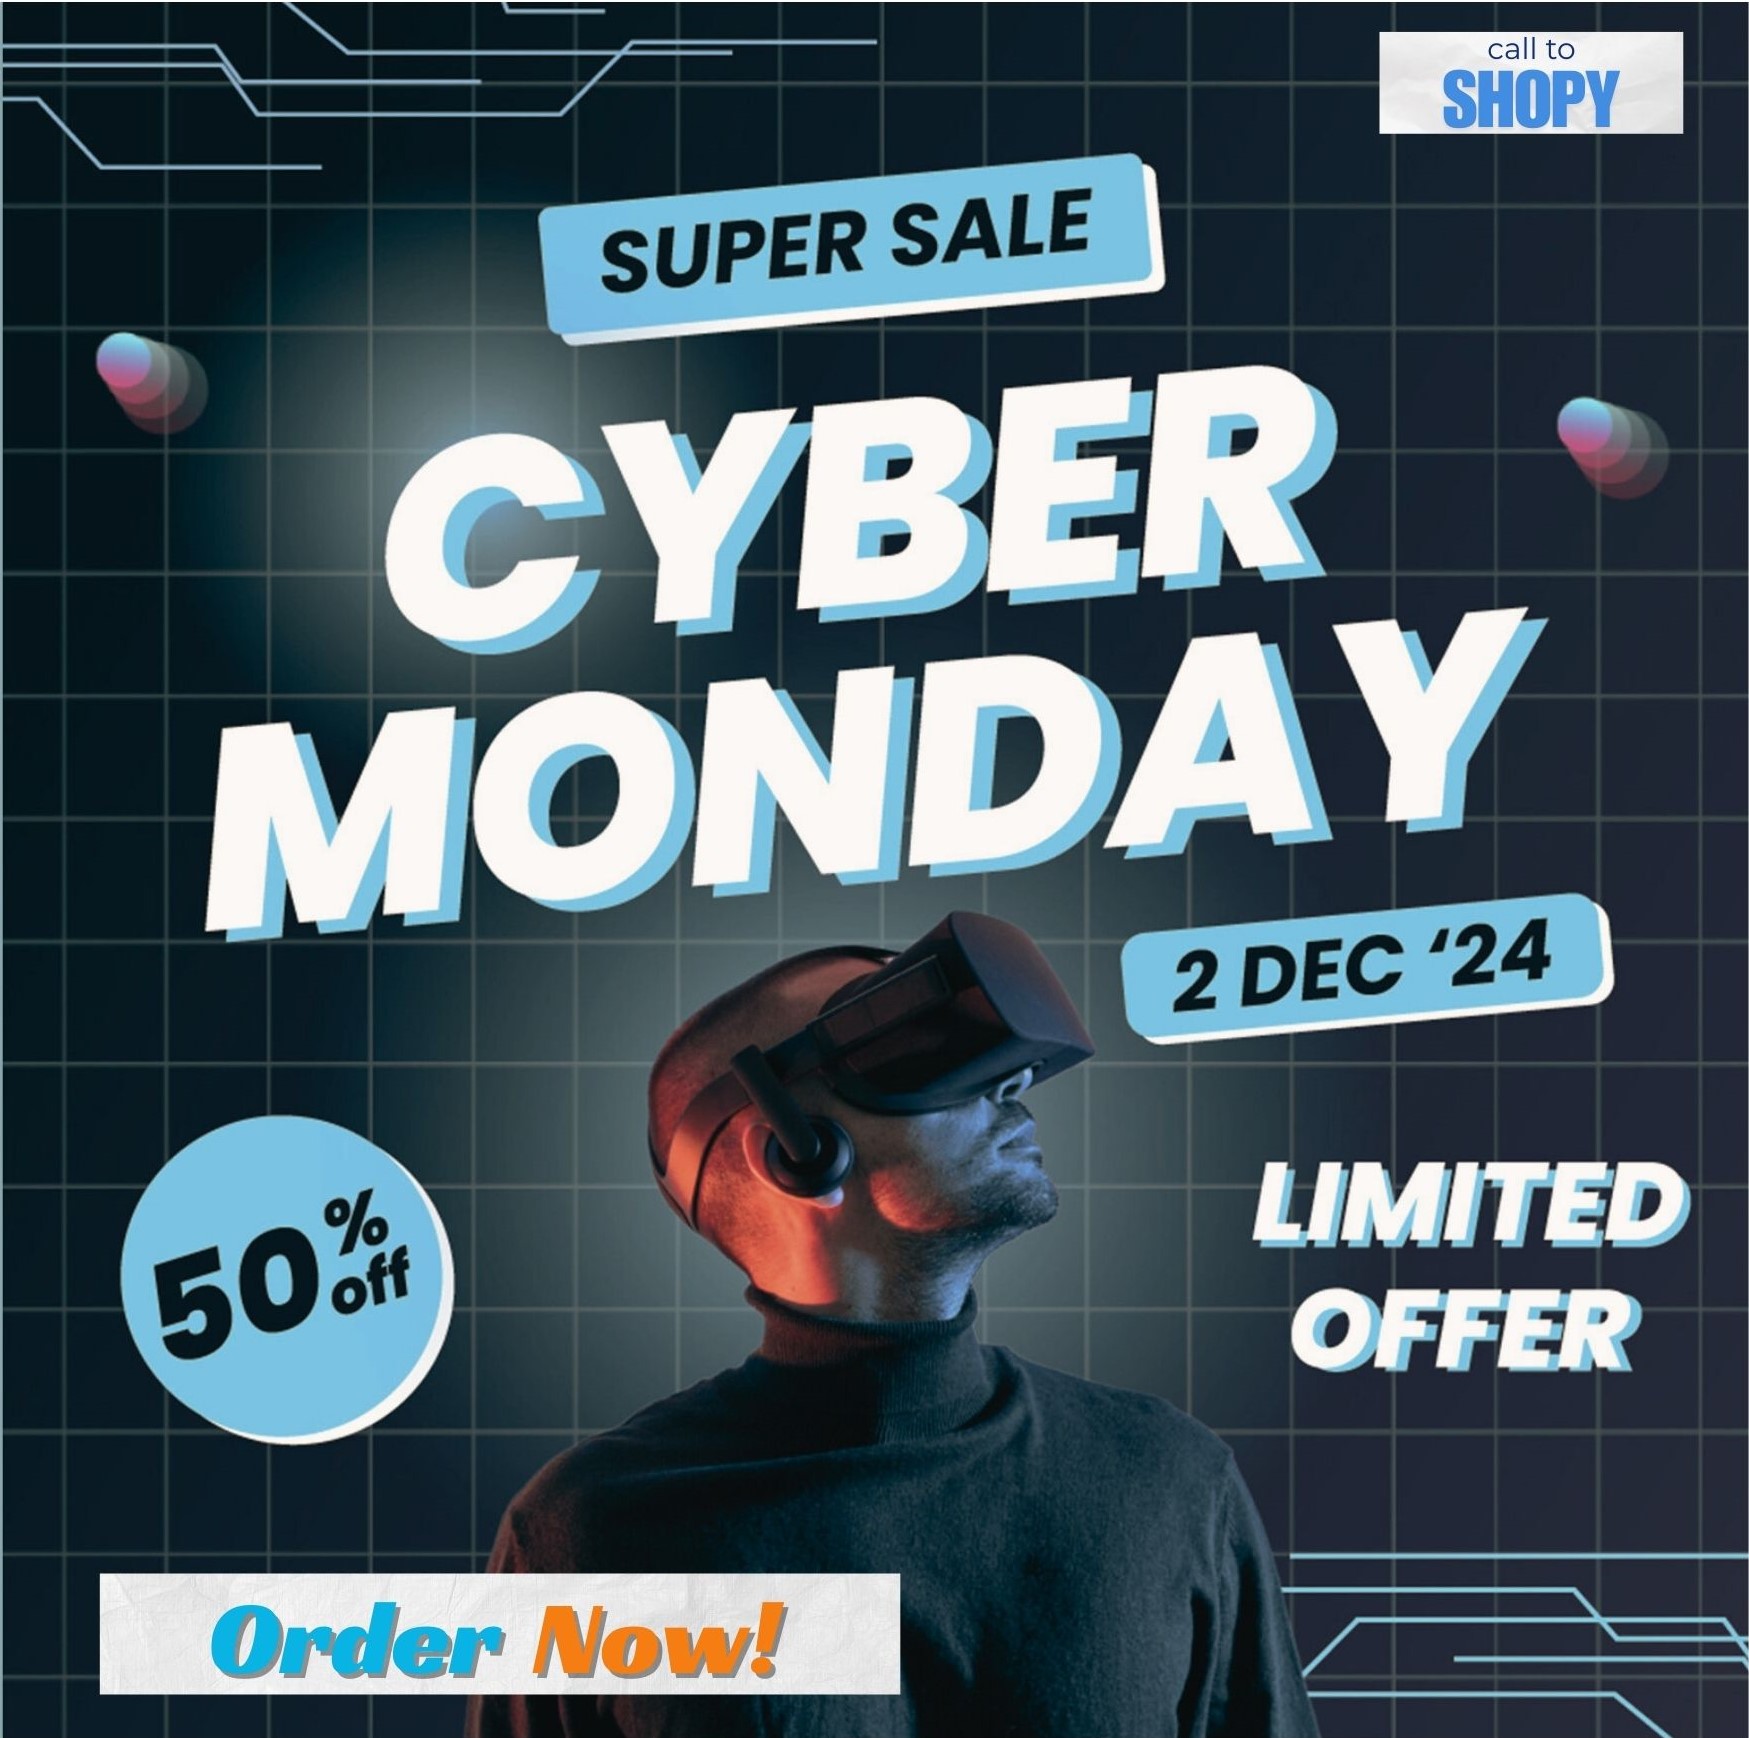 call to
SHOPY
SUPER SALE
CYBER
MONDAY
2 DEC ‘24
50% off
LIMITED
OFFER
Order Now!